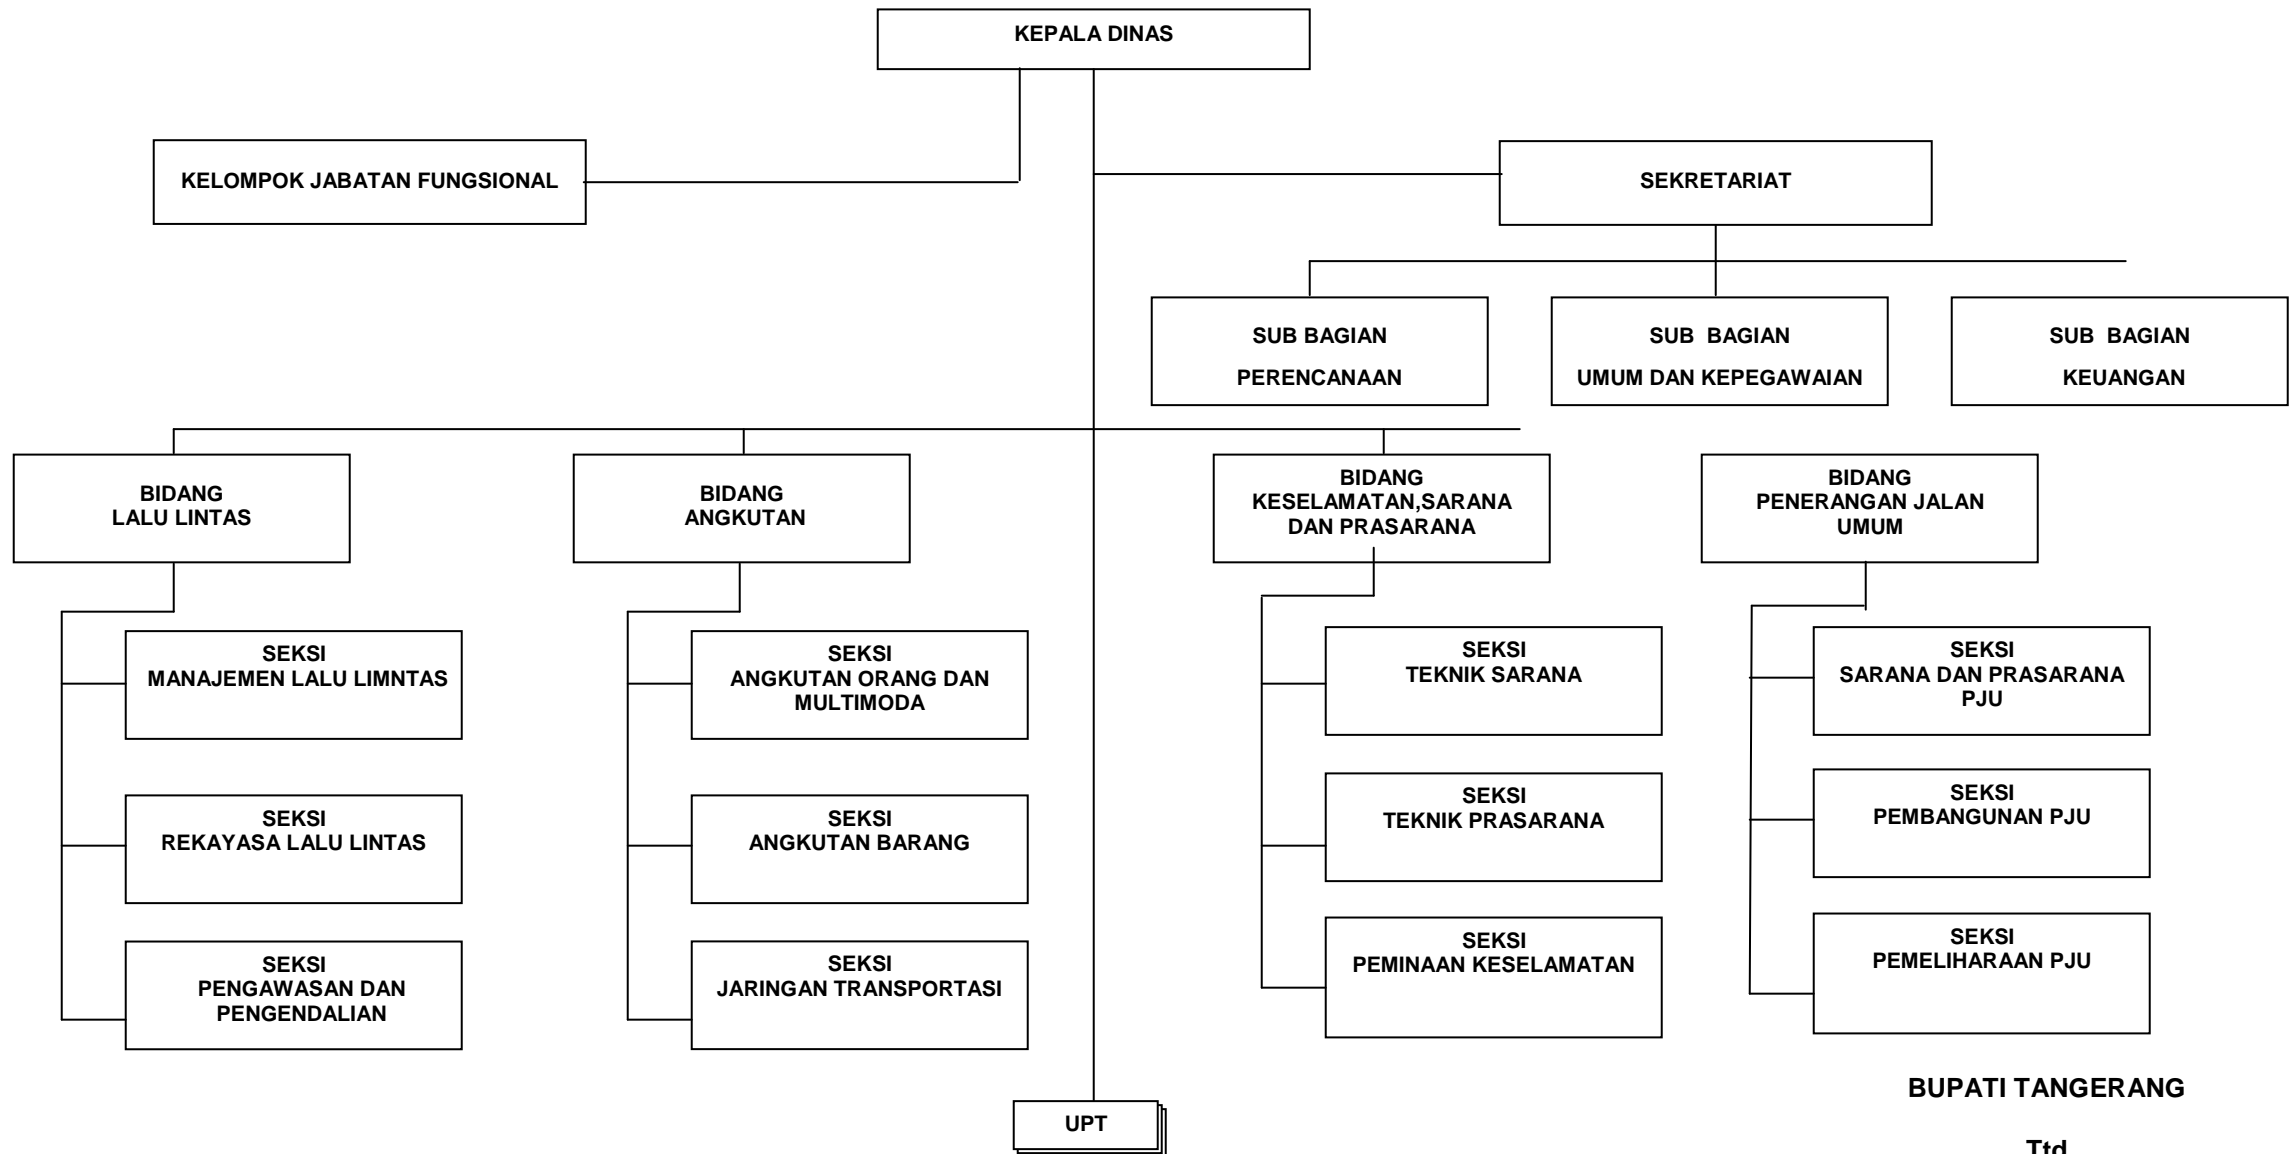 KEPALA DINAS
KELOMPOK JABATAN FUNGSIONAL
SEKRETARIAT
SUB BAGIAN
PERENCANAAN
SUB BAGIAN
UMUM DAN KEPEGAWAIAN
SUB BAGIAN
KEUANGAN
BIDANG
LALU LINTAS
BIDANG
ANGKUTAN
BIDANG
KESELAMATAN,SARANA
DAN PRASARANA
BIDANG
PENERANGAN JALAN
UMUM
SEKSI
MANAJEMEN LALU LIMNTAS
SEKSI
ANGKUTAN ORANG DAN
MULTIMODA
SEKSI
TEKNIK SARANA
SEKSI
SARANA DAN PRASARANA
PJU
SEKSI
REKAYASA LALU LINTAS
SEKSI
ANGKUTAN BARANG
SEKSI
TEKNIK PRASARANA
SEKSI
PEMBANGUNAN PJU
SEKSI
PENGAWASAN DAN
PENGENDALIAN
SEKSI
JARINGAN TRANSPORTASI
SEKSI
PEMINAAN KESELAMATAN
SEKSI
PEMELIHARAAN PJU
UPT
BUPATI TANGERANG
Ttd